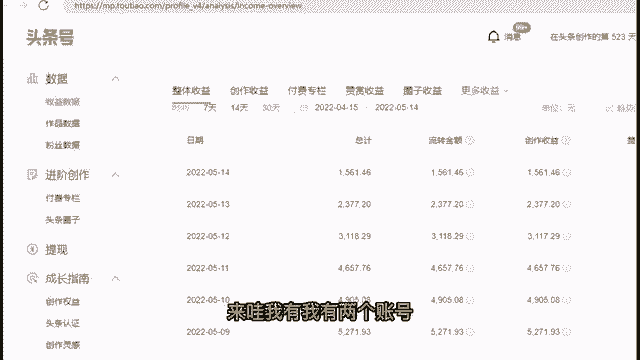 https://mp.toutiao.com/profile_v4/analysis/income-overview
头条号
99+
消息
在头条创作的第 523 天
数据
收益数据
作品数据
粉丝数据
进阶创作
付费专栏
头条圈子
提现
成长指南
创作权益
头条认证
创作灵感
整体收益 创作收益 付费专栏 赞赏收益 圈子收益 更多收益
7天 14天 30天 2022-04-15 - 2022-05-14 单位：元
日期 总计 流转金额 创作收益
2022-05-14 1,561.46 1,561.46 1,561.46
2022-05-13 2,377.20 2,377.20 2,377.20
2022-05-12 3,118.29 3,118.29 3,117.29
2022-05-11 4,657.76 4,657.76 4,657.76
2022-05-10 4,905.08 4,905.08 4,905.08
2022-05-09 5,271.93 5,271.93 5,271.93
来哇我有我有两个账号